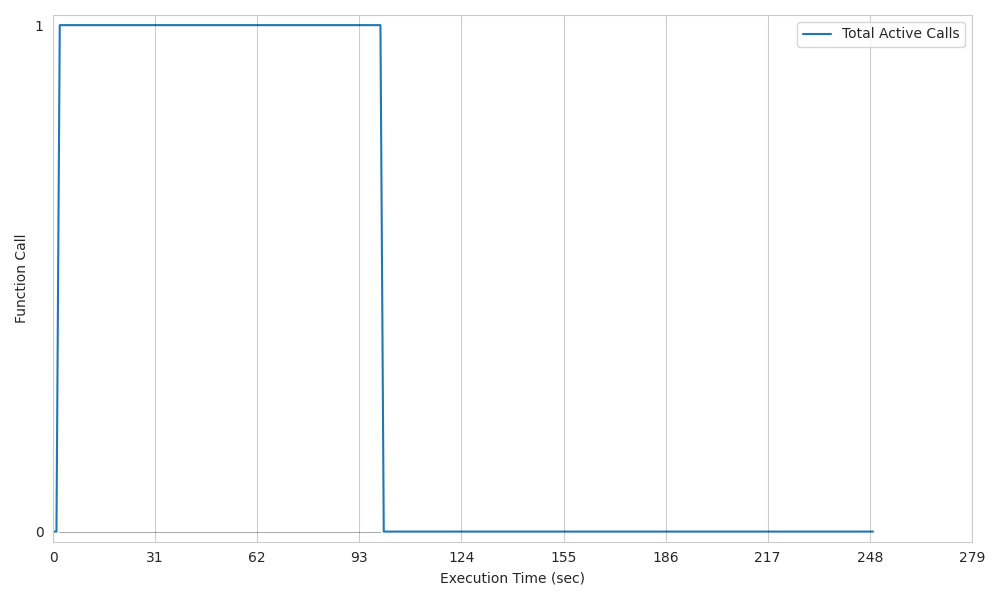 Total Active Calls
Function Call
1
0
0 31 62 93 124 155 186 217 248 279
Execution Time (sec)